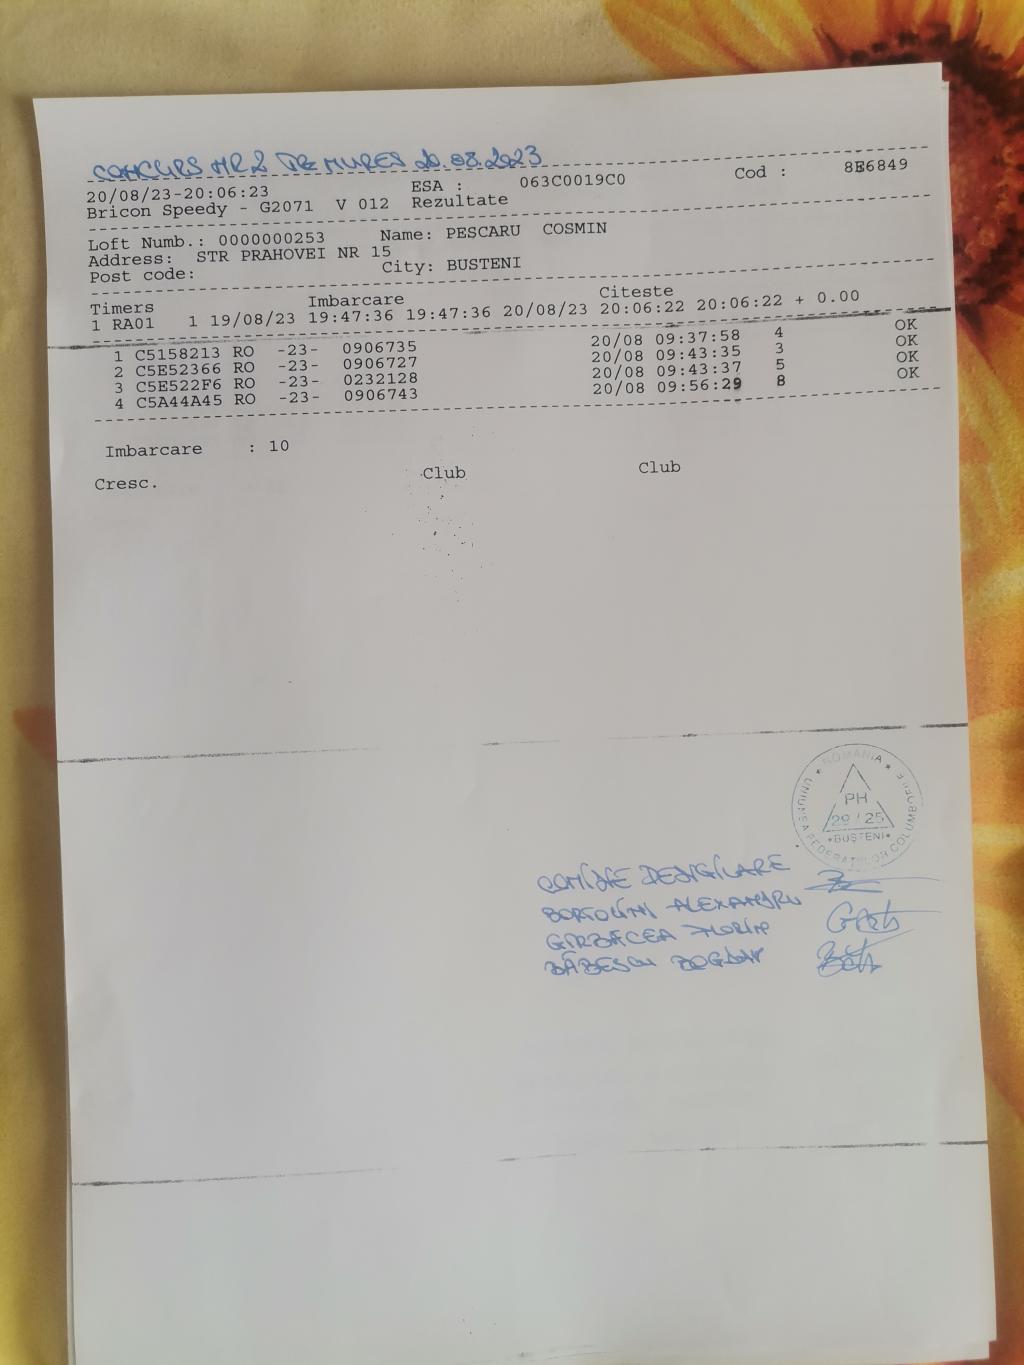 CONCURS NR 2 TG MURES 20.08.2023
20/08/23-20:06:23 ESA : 063C0019C0 Cod : 8E6849
Bricon Speedy - G2071 V 012 Rezultate
Loft Numb.: 0000000253 Name: PESCARU COSMIN
Address: STR PRAHOVEI NR 15
Post code: City: BUSTENI
Timers Imbarcare Citeste
1 RA01 1 19/08/23 19:47:36 19:47:36 20/08/23 20:06:22 20:06:22 + 0.00
1 C5158213 RO -23- 0906735 20/08 09:37:58 4 OK
2 C5E52366 RO -23- 0906727 20/08 09:43:35 3 OK
3 C5E522F6 RO -23- 0232128 20/08 09:43:37 5 OK
4 C5A44A45 RO -23- 0906743 20/08 09:56:29 8 OK
Imbarcare : 10
Cresc. Club Club
* ROMANIA *
UNIUNEA FEDERAȚIILOR COLUMBOFILE
PH
29 / 25
*BUȘTENI*
COMISIE DESIGILARE
BORTOLINI ALEXANDRU
GÎRBACEA FLORIN
BĂBESCU BOGDAN